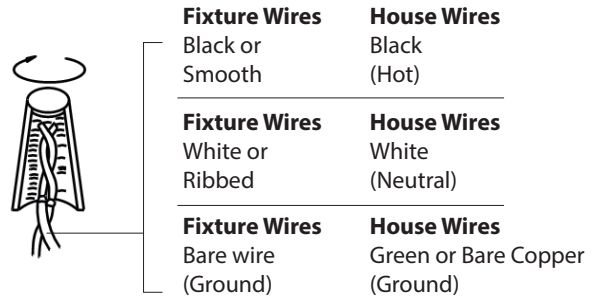 Fixture Wires House Wires
Black or Black
Smooth (Hot)
Fixture Wires House Wires
White or White
Ribbed (Neutral)
Fixture Wires House Wires
Bare wire Green or Bare Copper
(Ground) (Ground)